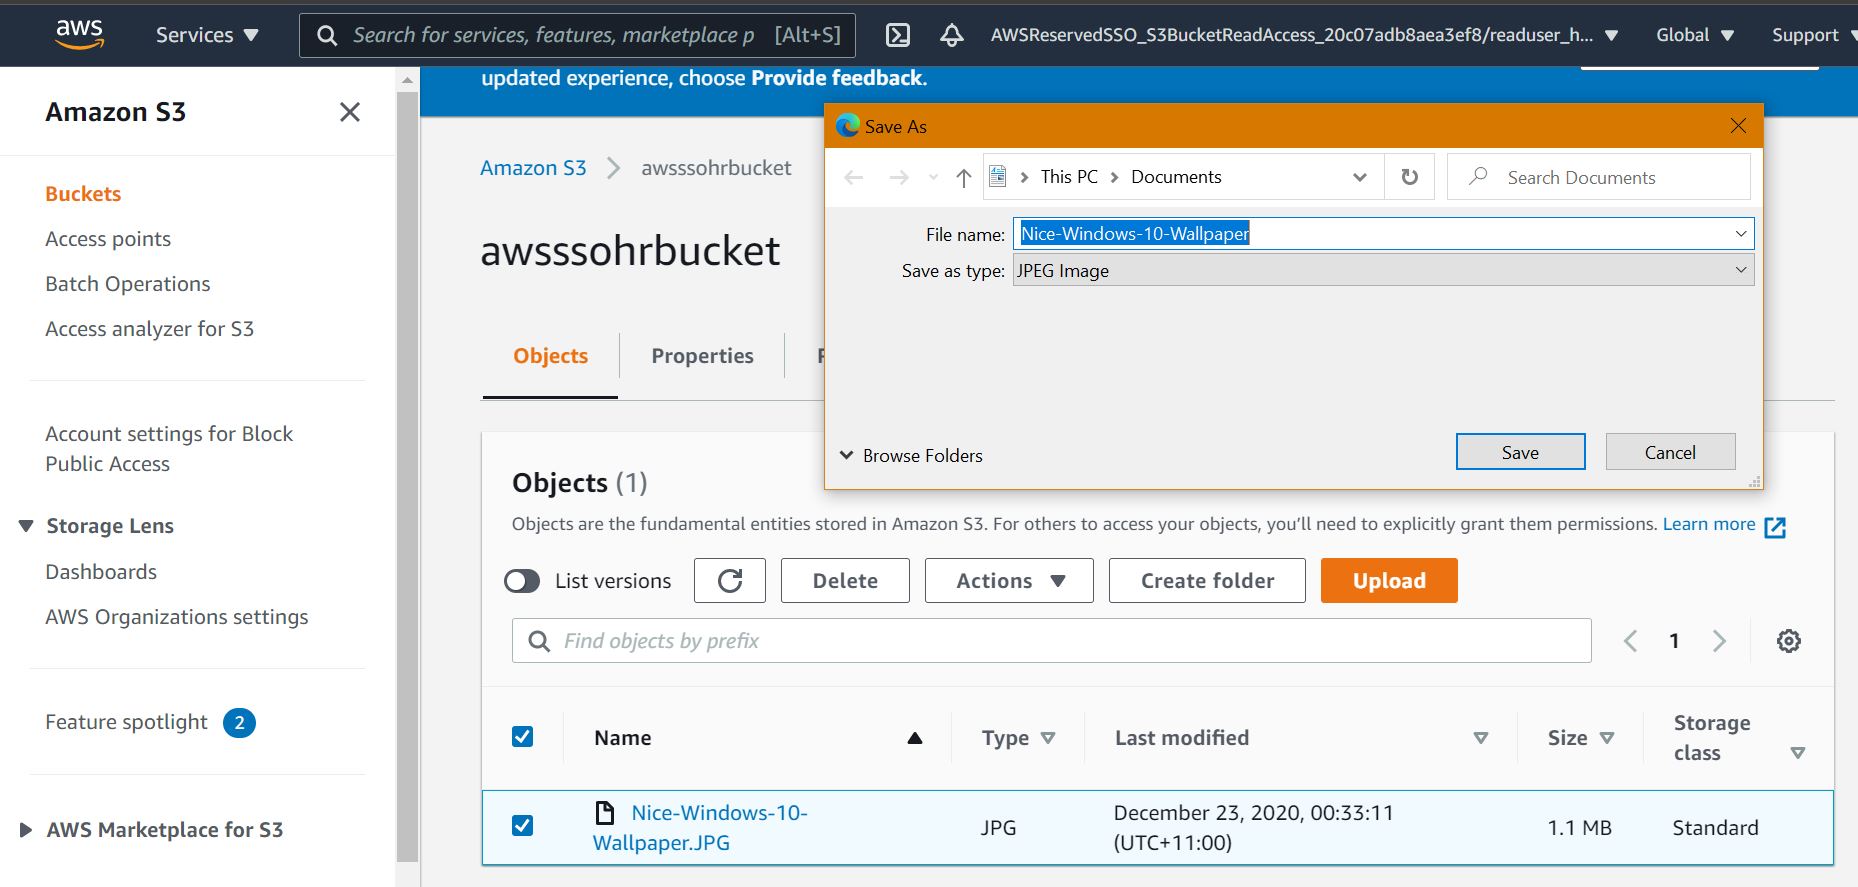 aws
Services
Search for services, features, marketplace p [Alt+S]
AWSReservedSSO_S3BucketReadAccess_20c07adb8aea3ef8/readuser_h...
Global
Support
Amazon S3
Buckets
Access points
Batch Operations
Access analyzer for S3
Account settings for Block
Public Access
Storage Lens
Dashboards
AWS Organizations settings
Feature spotlight 2
AWS Marketplace for S3
updated experience, choose Provide feedback.
Amazon S3 > awsssohrbucket
awsssohrbucket
Objects
Properties
Save As
This PC > Documents
Search Documents
File name: Nice-Windows-10-Wallpaper
Save as type: JPEG Image
Browse Folders
Save
Cancel
Objects (1)
Objects are the fundamental entities stored in Amazon S3. For others to access your objects, you’ll need to explicitly grant them permissions. Learn more
List versions
Delete
Actions
Create folder
Upload
Find objects by prefix
1
Name
Type
Last modified
Size
Storage
class
Nice-Windows-10-
Wallpaper.JPG
JPG
December 23, 2020, 00:33:11
(UTC+11:00)
1.1 MB
Standard